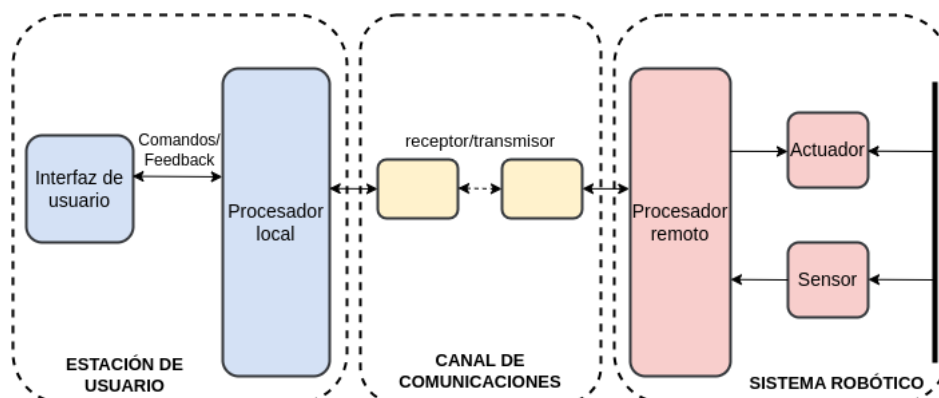 Comandos/
Feedback
Interfaz de
usuario
Procesador
local
ESTACIÓN DE
USUARIO
receptor/transmisor
CANAL DE
COMUNICACIONES
Procesador
remoto
Actuador
Sensor
SISTEMA ROBÓTICO